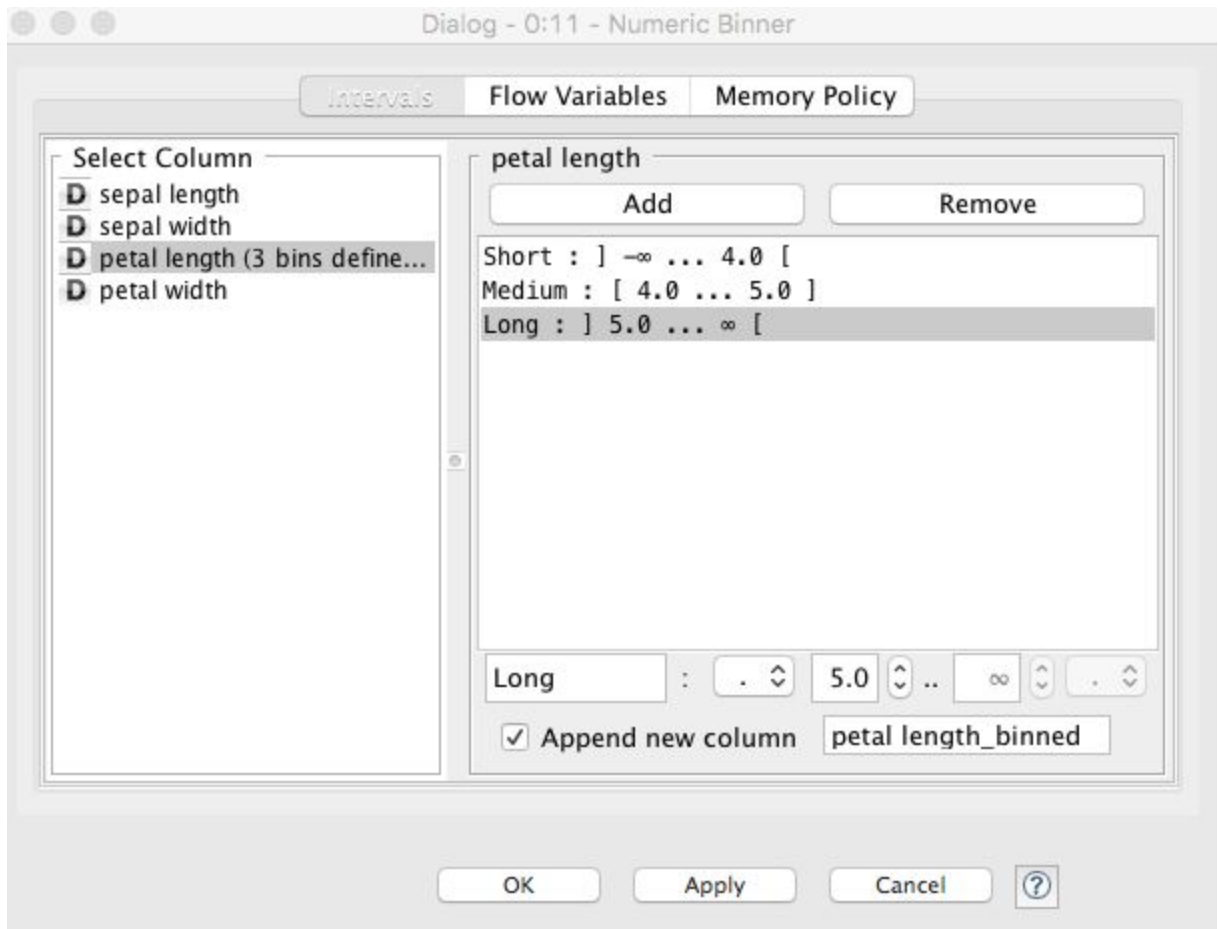 Dialog - 0:11 - Numeric Binner
Intervals Flow Variables Memory Policy
Select Column
D sepal length
D sepal width
D petal length (3 bins define...
D petal width
petal length
Add Remove
Short : ] -∞ ... 4.0 [
Medium : [ 4.0 ... 5.0 ]
Long : ] 5.0 ... ∞ [
Long : . 5.0 .. ∞ .
Append new column petal length_binned
OK Apply Cancel ?